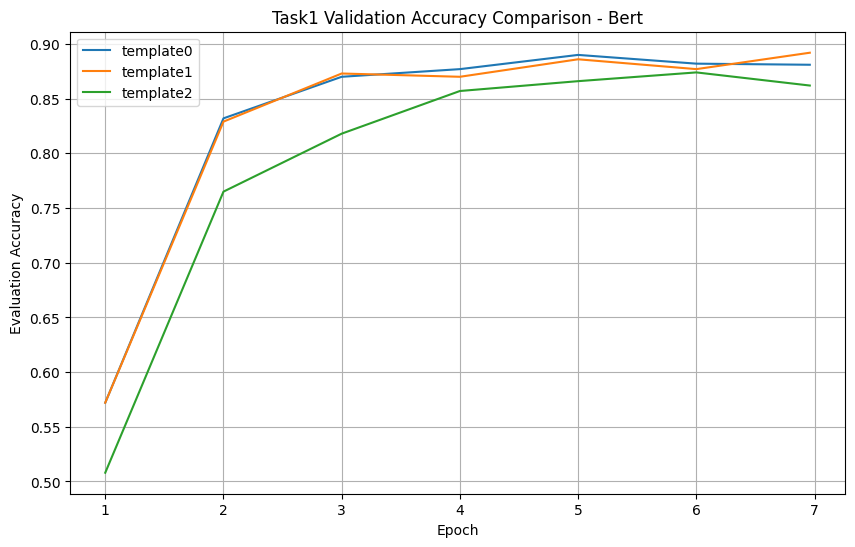 Task1 Validation Accuracy Comparison - Bert
template0
template1
template2
Evaluation Accuracy
0.90
0.85
0.80
0.75
0.70
0.65
0.60
0.55
0.50
1 2 3 4 5 6 7
Epoch